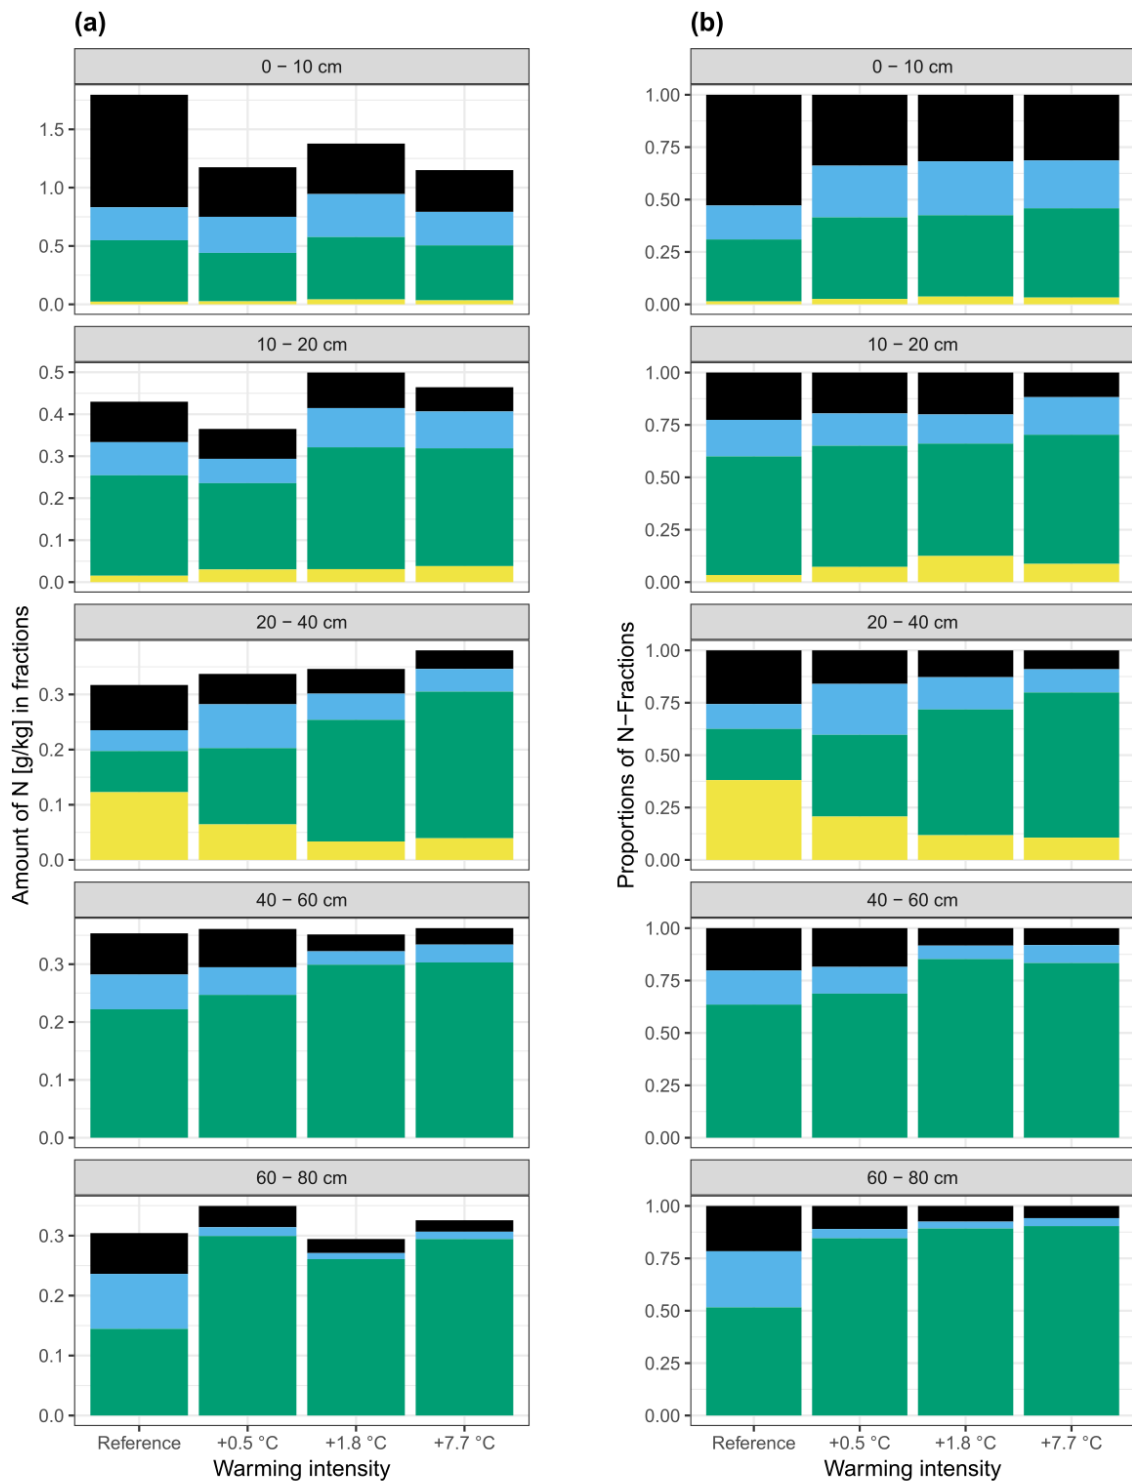 (a)
0 − 10 cm
1.5
1.0
0.5
0.0
10 − 20 cm
0.5
0.4
0.3
0.2
0.1
0.0
20 − 40 cm
0.3
0.2
0.1
0.0
40 − 60 cm
0.3
0.2
0.1
0.0
60 − 80 cm
0.3
0.2
0.1
0.0
Amount of N [g/kg] in fractions
Reference +0.5 °C +1.8 °C +7.7 °C
Warming intensity
(b)
0 − 10 cm
1.00
0.75
0.50
0.25
0.00
10 − 20 cm
1.00
0.75
0.50
0.25
0.00
20 − 40 cm
1.00
0.75
0.50
0.25
0.00
40 − 60 cm
1.00
0.75
0.50
0.25
0.00
60 − 80 cm
1.00
0.75
0.50
0.25
0.00
Proportions of N−Fractions
Reference +0.5 °C +1.8 °C +7.7 °C
Warming intensity